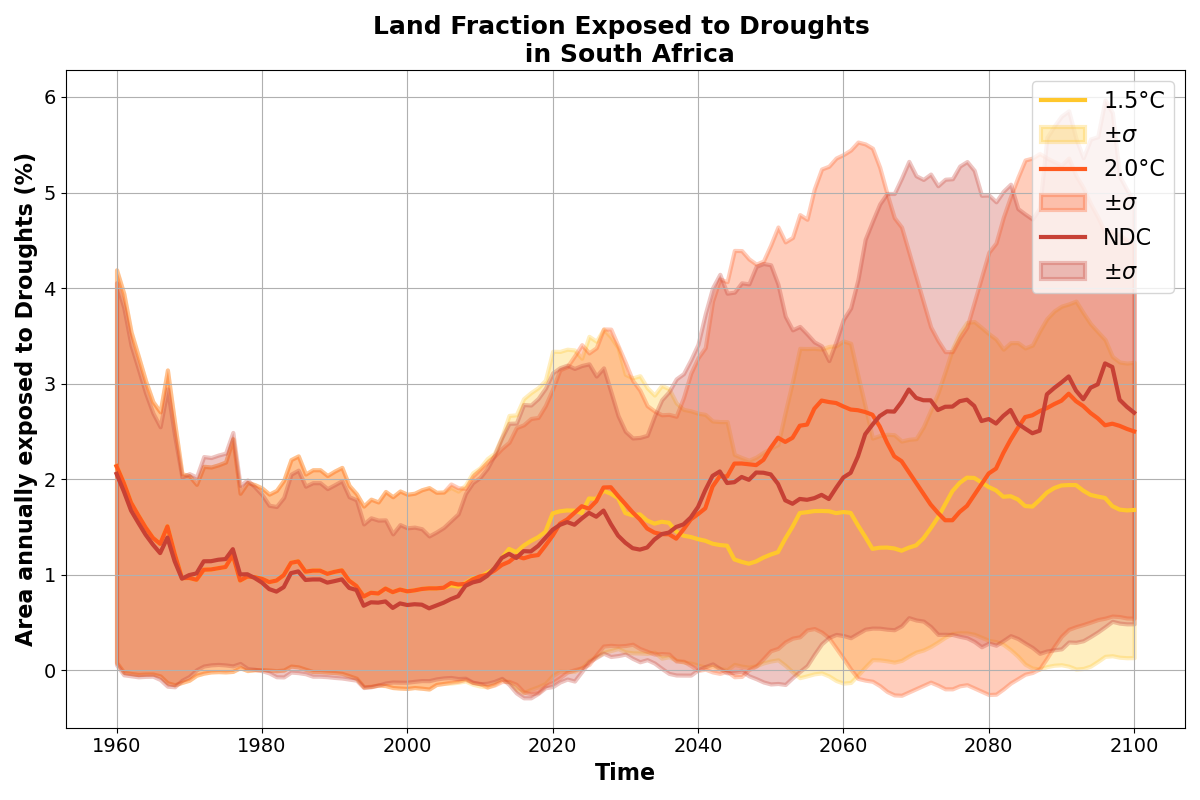 Land Fraction Exposed to Droughts
in South Africa
Area annually exposed to Droughts (%)
6
5
4
3
2
1
0
1960
1980
2000
2020
2040
2060
2080
2100
Time
1.5°C
±σ
2.0°C
±σ
NDC
±σ